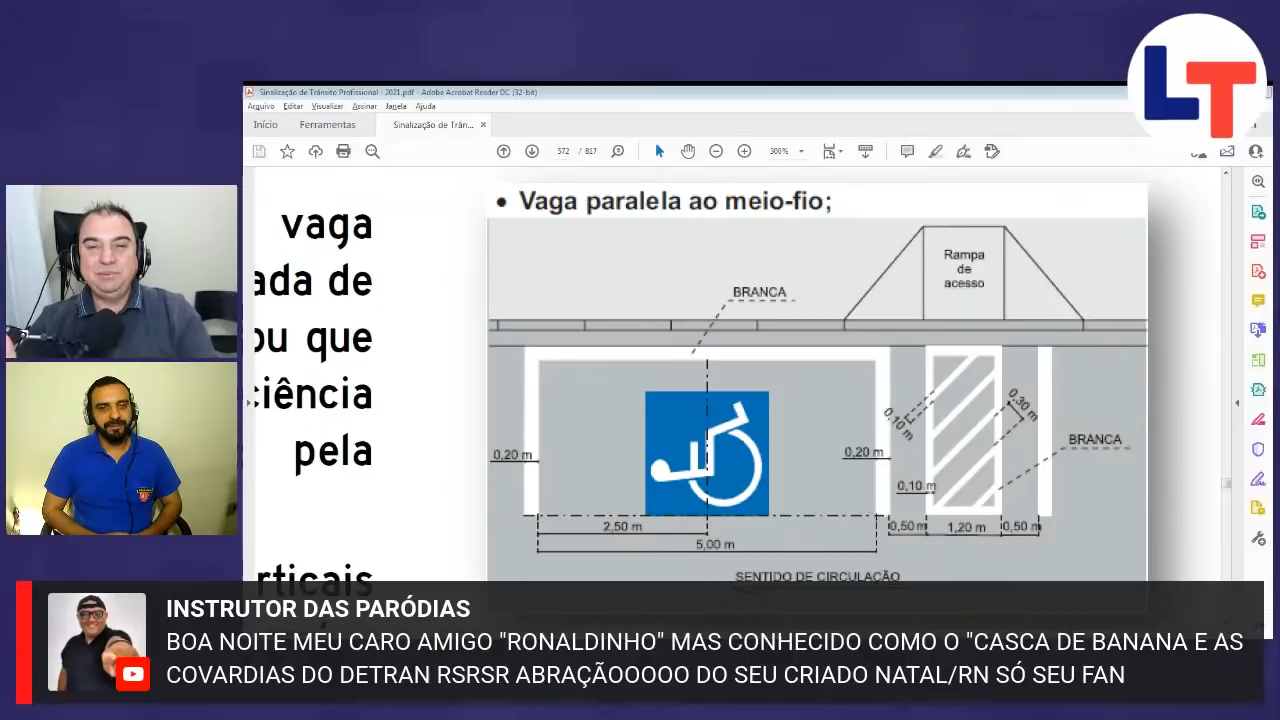 LT
Sinalização de Trânsito Profissional - 2021.pdf - Adobe Acrobat Reader DC (32-bit)
Arquivo Editar Visualizar Assinar Janela Ajuda
Início Ferramentas Sinalização de Trân... ×
572 / 817 300%
vaga
ada de
ou que
ciência
pela
rticais
• Vaga paralela ao meio-fio;
Rampa
de
acesso
BRANCA
0,10 m
0,30 m
BRANCA
0,20 m
0,20 m
0,10 m
2,50 m
0,50 m 1,20 m 0,50 m
5,00 m
SENTIDO DE CIRCULAÇÃO
INSTRUTOR DAS PARÓDIAS
BOA NOITE MEU CARO AMIGO "RONALDINHO" MAS CONHECIDO COMO O "CASCA DE BANANA E AS
COVARDIAS DO DETRAN RSRSR ABRAÇÃOOOOO DO SEU CRIADO NATAL/RN SÓ SEU FAN